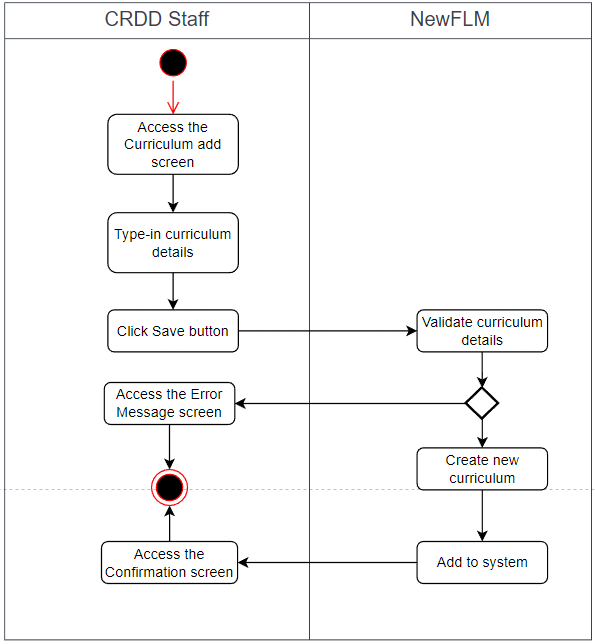 CRDD Staff
NewFLM
Access the
Curriculum add
screen
Type-in curriculum
details
Click Save button
Validate curriculum
details
Access the Error
Message screen
Create new
curriculum
Access the
Confirmation screen
Add to system